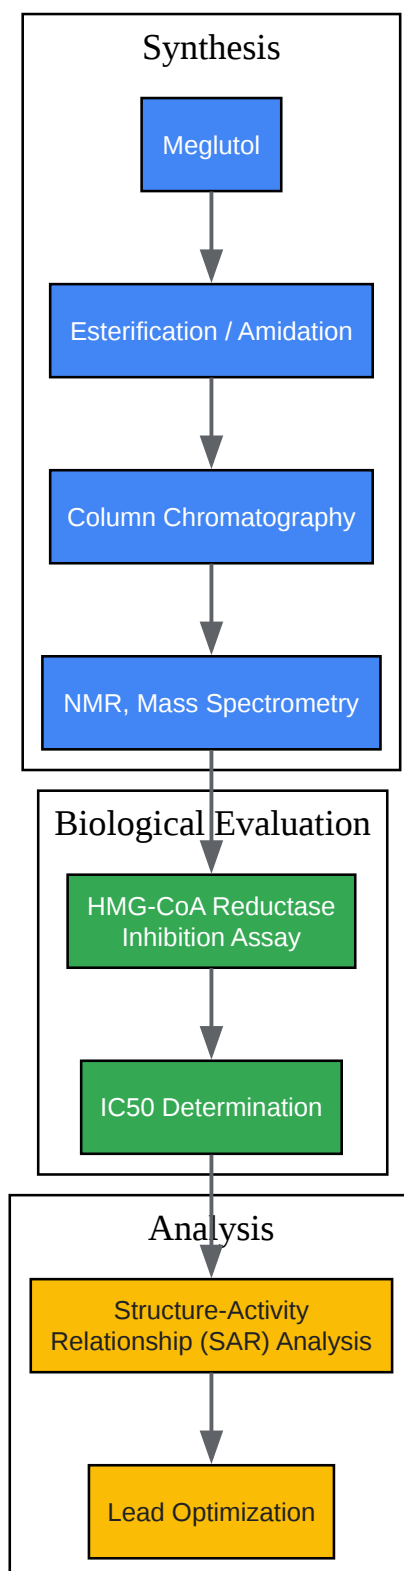 Synthesis
Meglutol
Esterification / Amidation
Column Chromatography
NMR, Mass Spectrometry
Biological Evaluation
HMG-CoA Reductase
Inhibition Assay
IC50 Determination
Analysis
Structure-Activity
Relationship (SAR) Analysis
Lead Optimization